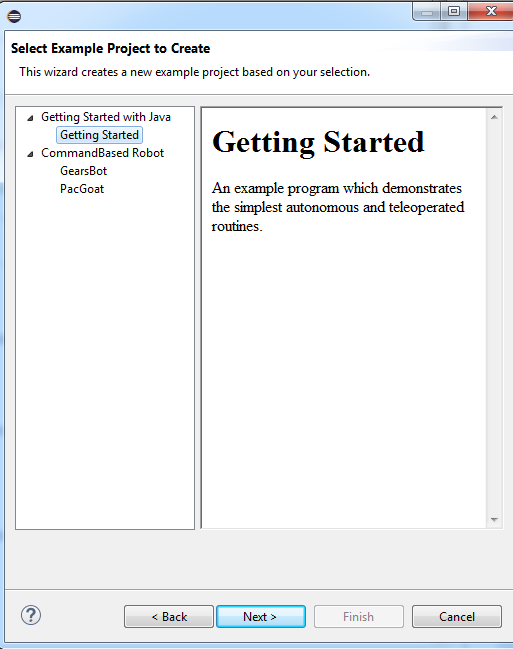 Select Example Project to Create
This wizard creates a new example project based on your selection.
Getting Started with Java
Getting Started
CommandBased Robot
GearsBot
PacGoat
Getting Started
An example program which demonstrates
the simplest autonomous and teleoperated
routines.
?
< Back
Next >
Finish
Cancel